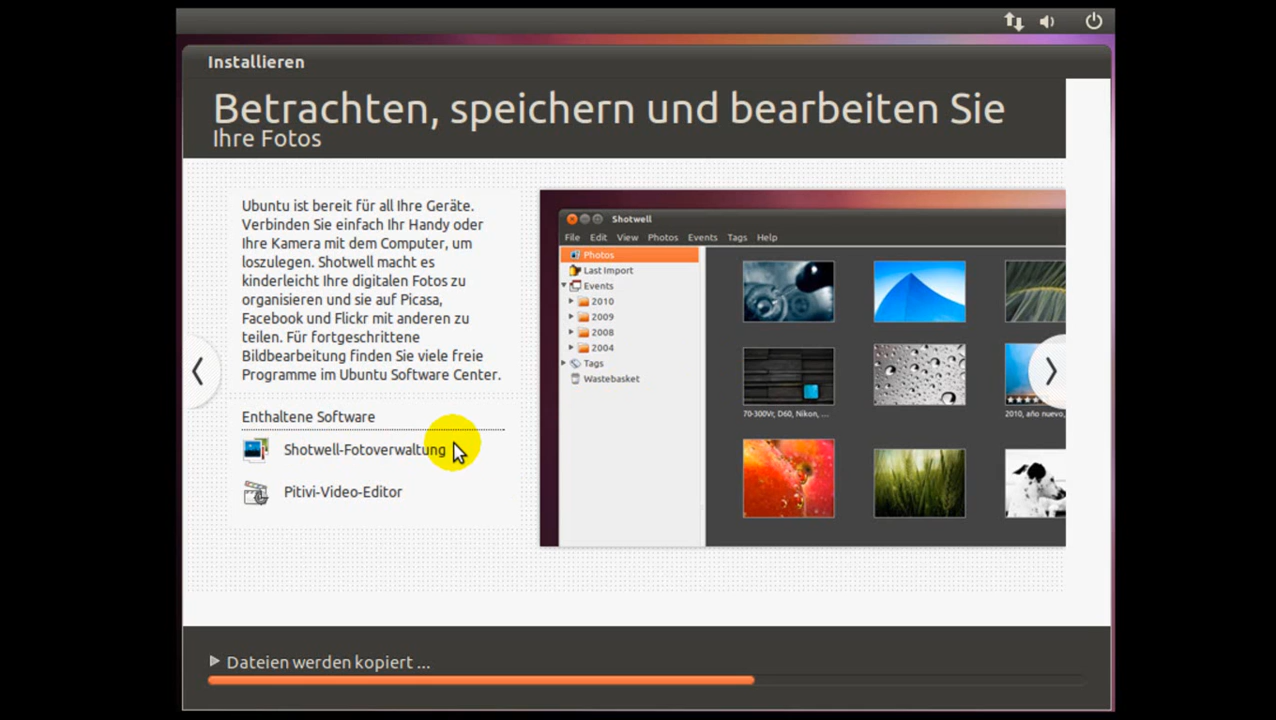 Installieren
Betrachten, speichern und bearbeiten Sie
Ihre Fotos
Ubuntu ist bereit für all Ihre Geräte.
Verbinden Sie einfach Ihr Handy oder
Ihre Kamera mit dem Computer, um
loszulegen. Shotwell macht es
kinderleicht Ihre digitalen Fotos zu
organisieren und sie auf Picasa,
Facebook und Flickr mit anderen zu
teilen. Für fortgeschrittene
Bildbearbeitung finden Sie viele freie
Programme im Ubuntu Software Center.
Enthaltene Software
Shotwell-Fotoverwaltung
Pitivi-Video-Editor
Shotwell
File Edit View Photos Events Tags Help
Photos
Last Import
Events
2010
2009
2008
2004
Tags
Wastebasket
70-300Vr, D60, Nikon, ...
2010, año nuevo,
Dateien werden kopiert ...